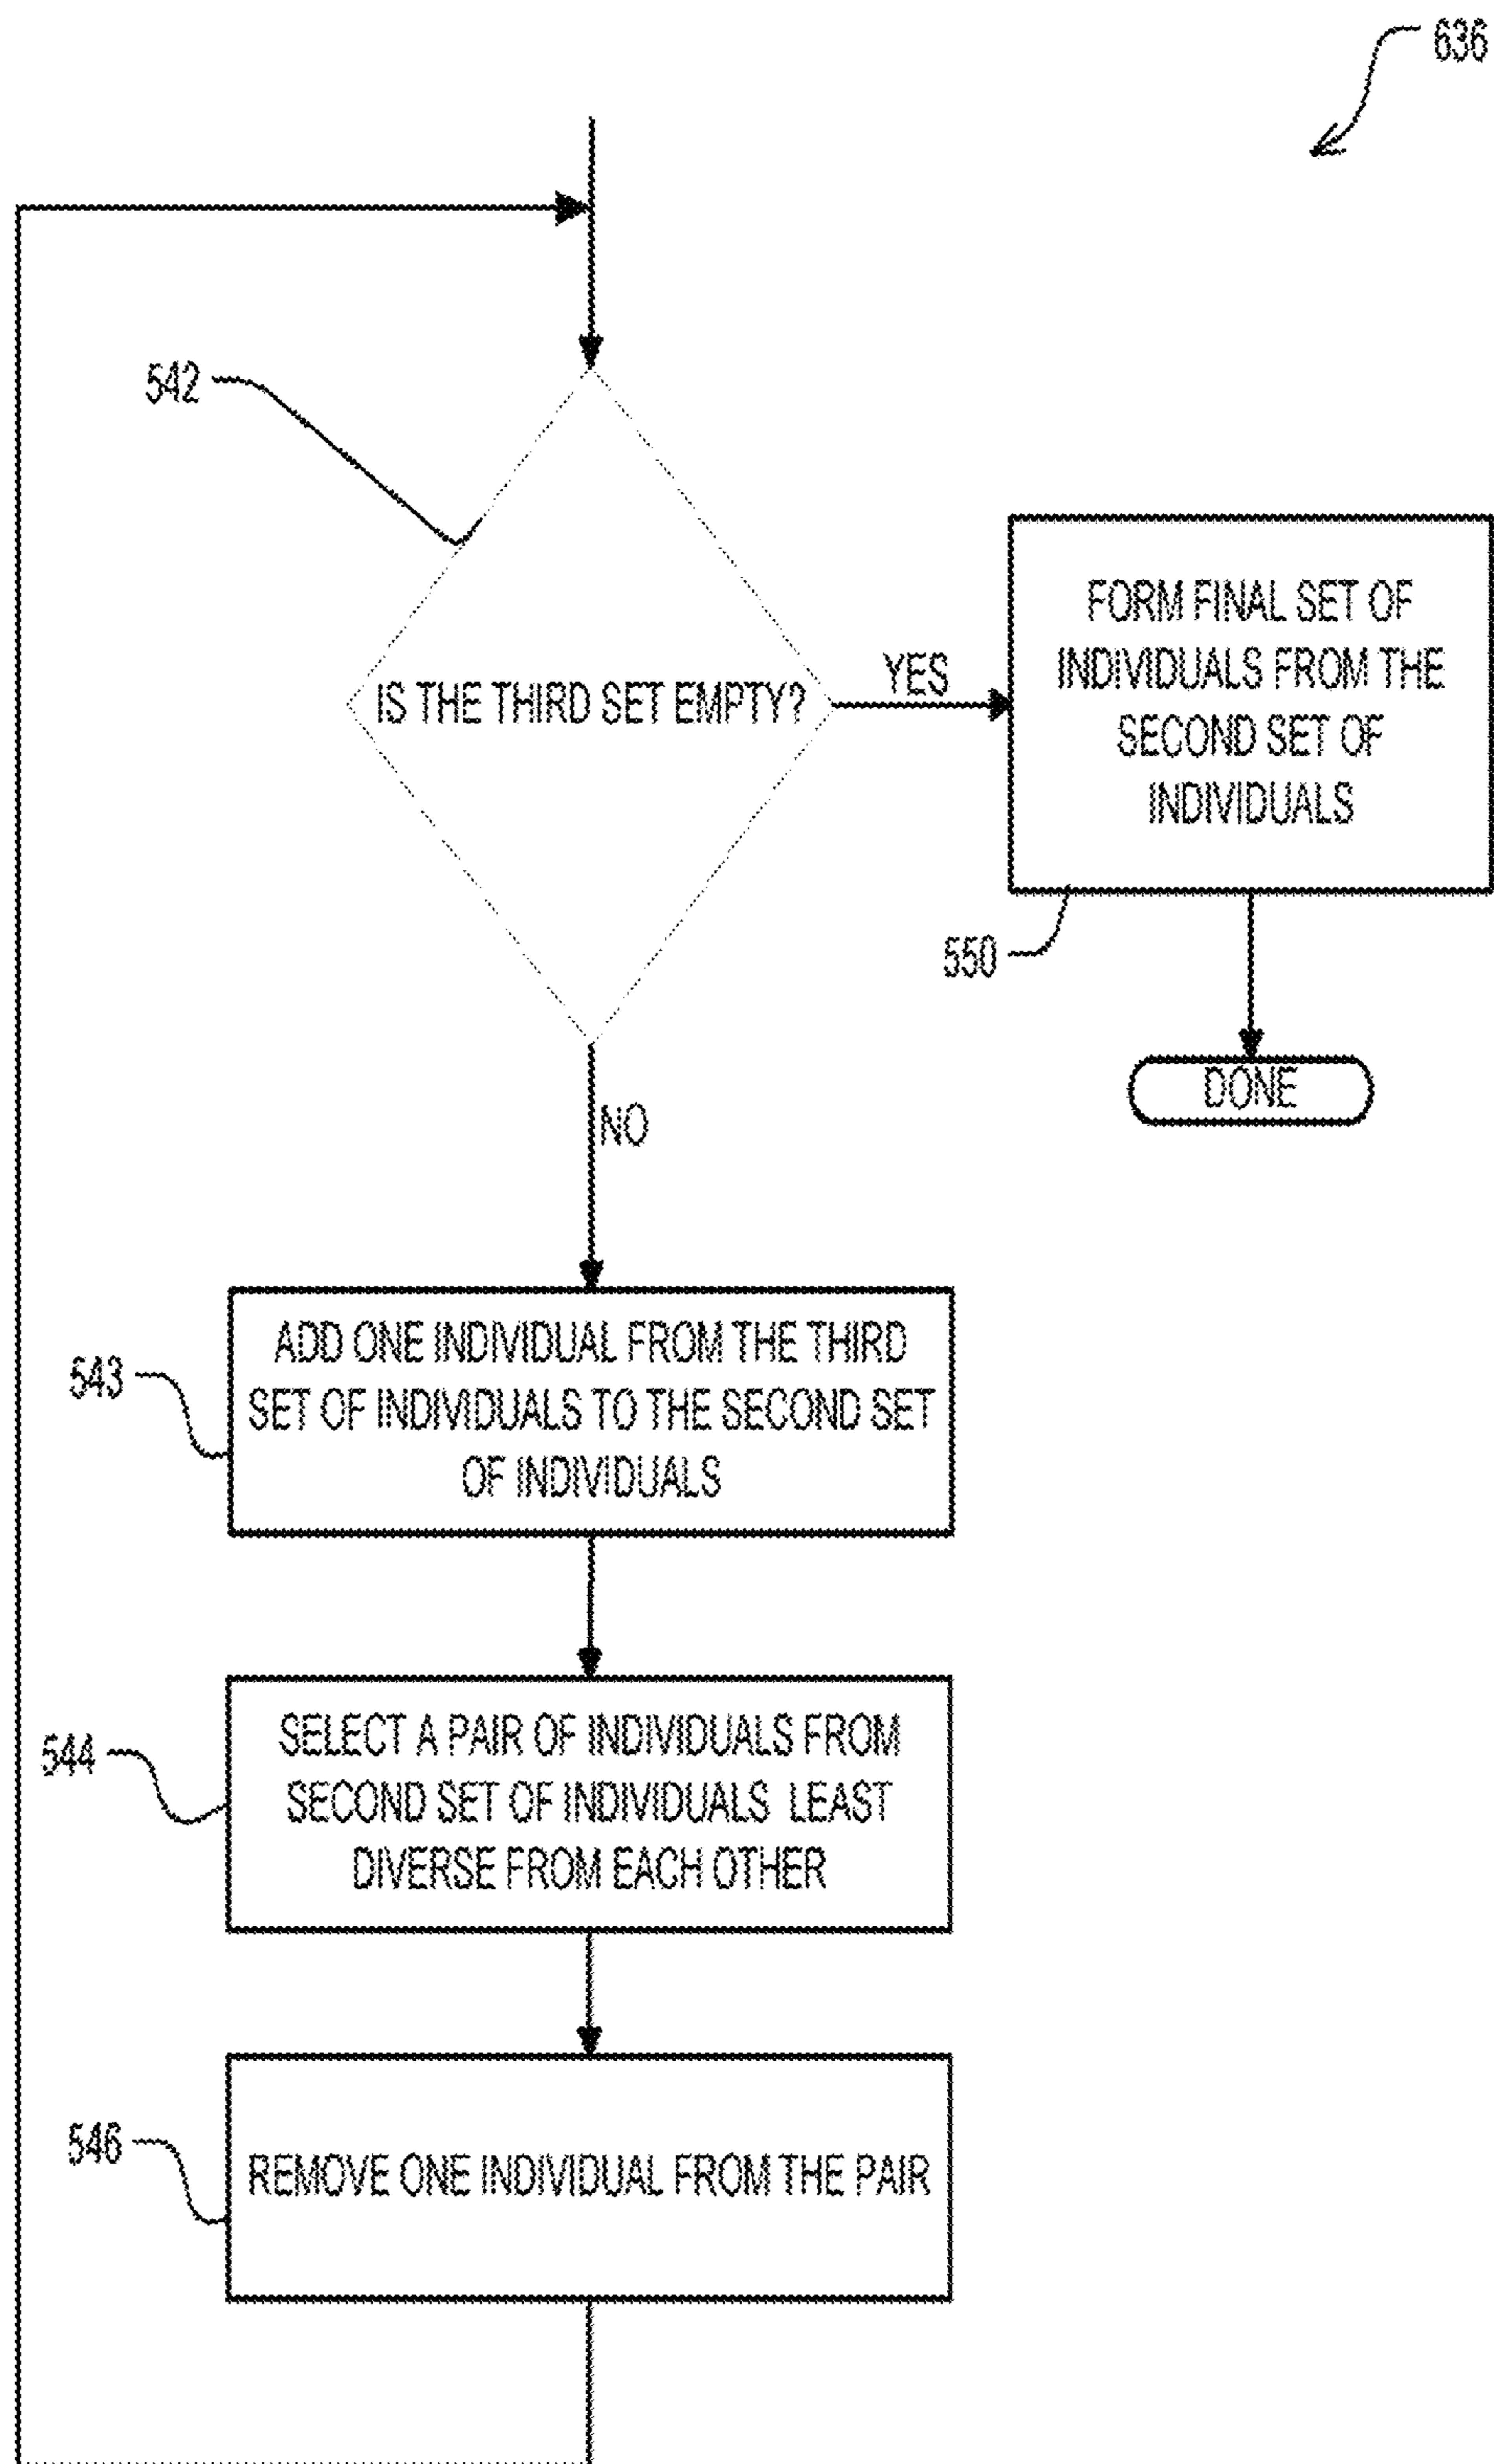 636
542
IS THE THIRD SET EMPTY?
YES
FORM FINAL SET OF
INDIVIDUALS FROM THE
SECOND SET OF
INDIVIDUALS
550
DONE
NO
543
ADD ONE INDIVIDUAL FROM THE THIRD
SET OF INDIVIDUALS TO THE SECOND SET
OF INDIVIDUALS
544
SELECT A PAIR OF INDIVIDUALS FROM
SECOND SET OF INDIVIDUALS LEAST
DIVERSE FROM EACH OTHER
546
REMOVE ONE INDIVIDUAL FROM THE PAIR